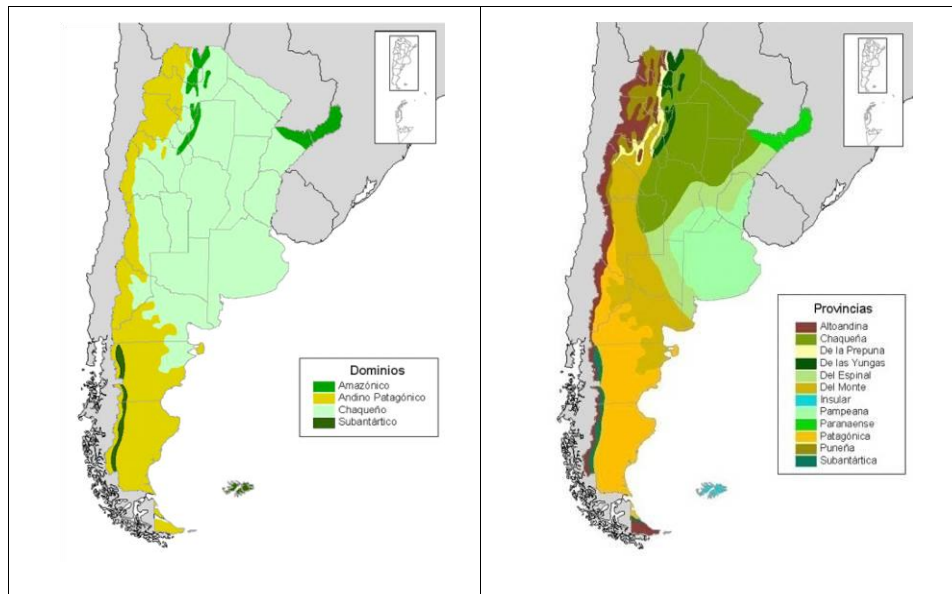 Dominios
Amazónico
Andino Patagónico
Chaqueño
Subantártico
Provincias
Altoandina
Chaqueña
De la Prepuna
De las Yungas
Del Espinal
Del Monte
Insular
Pampeana
Paranaense
Patagónica
Puneña
Subantártica